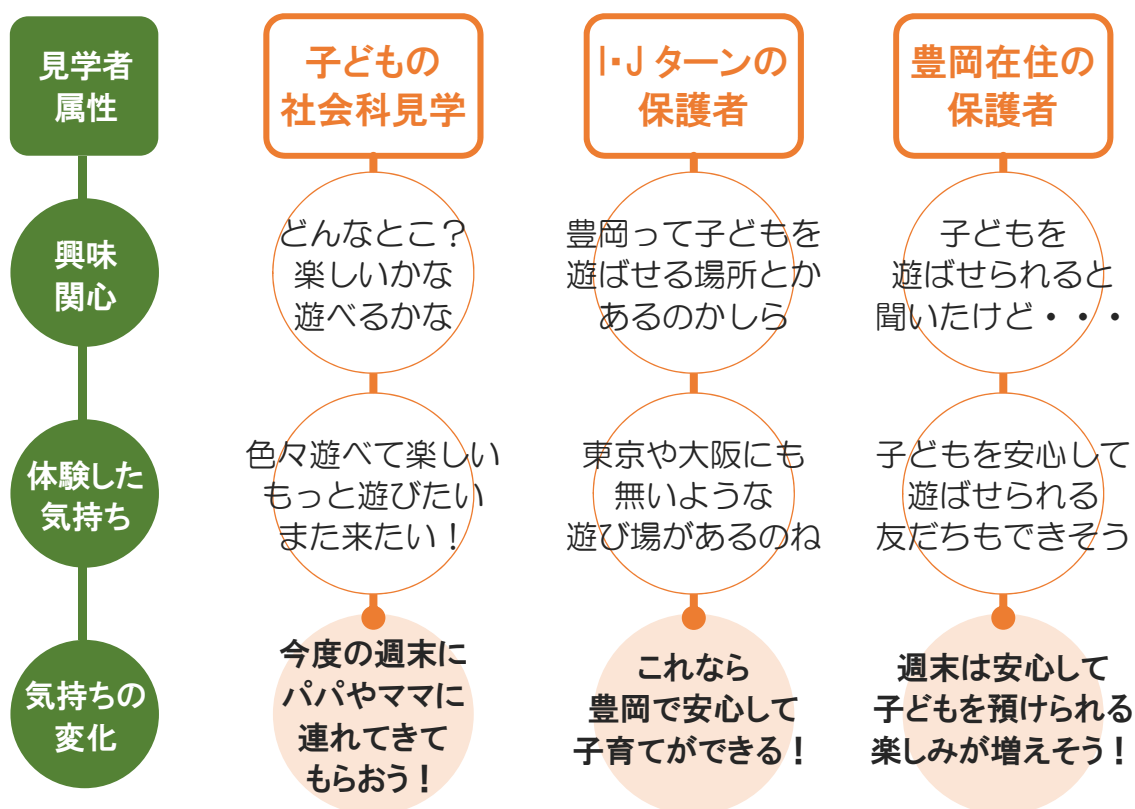 見学者
属性
子どもの
社会科見学
I・Jターンの
保護者
豊岡在住の
保護者
興味
関心
どんなとこ？
楽しいかな
遊べるかな
豊岡って子どもを
遊ばせる場所とか
あるのかしら
子どもを
遊ばせられると
聞いたけど・・・
体験した
気持ち
色々遊べて楽しい
もっと遊びたい
また来たい！
東京や大阪にも
無いような
遊び場があるのね
子どもを安心して
遊ばせられる
友だちもできそう
気持ちの
変化
今度の週末に
パパやママに
連れてきて
もらおう！
これなら
豊岡で安心して
子育てができる！
週末は安心して
子どもを預けられる
楽しみが増えそう！